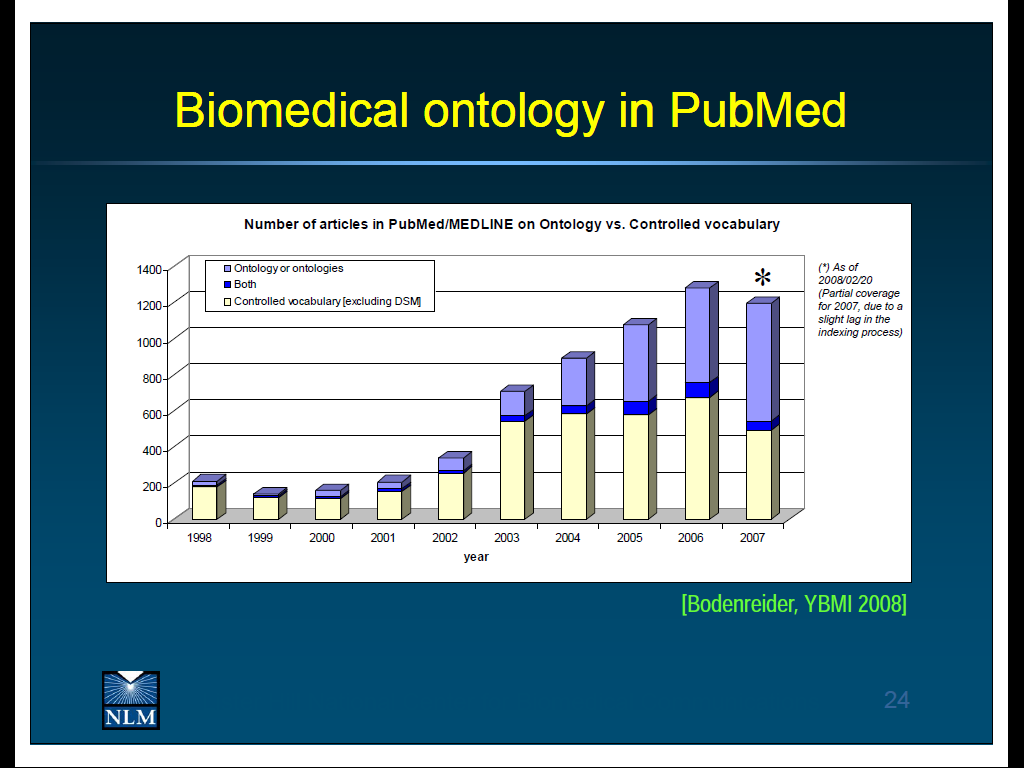 Biomedical ontology in PubMed
Number of articles in PubMed/MEDLINE on Ontology vs. Controlled vocabulary
Ontology or ontologies
Both
Controlled vocabulary [excluding DSM]
1400
1200
1000
800
600
400
200
0
*
(*) As of
2008/02/20
(Partial coverage
for 2007, due to a
slight lag in the
indexing process)
1998 1999 2000 2001 2002 2003 2004 2005 2006 2007
year
[Bodenreider, YBMI 2008]
NLM
24